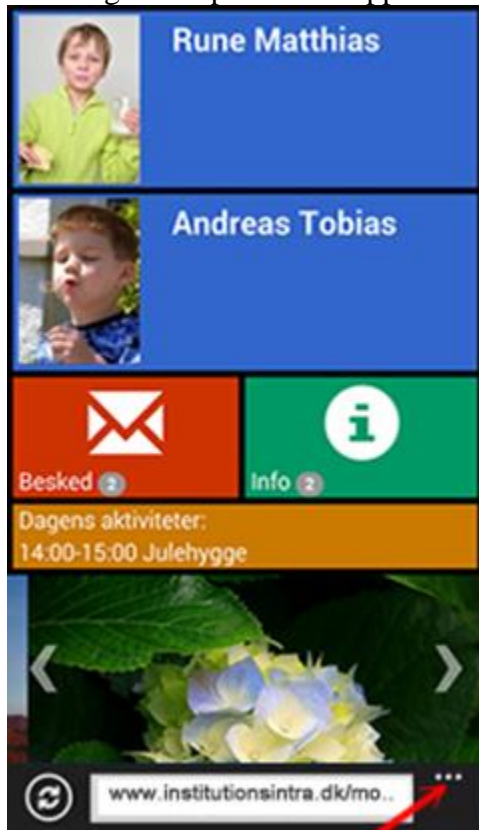 Rune Matthias
Andreas Tobias
Besked 2
Info 2
Dagens aktiviteter:
14:00-15:00 Julehygge
www.institutionsintra.dk/mo..